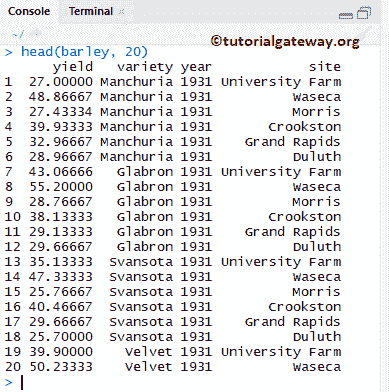 Console Terminal ×
~/
©tutorialgateway.org
> head(barley, 20)
yield variety year site
1 27.00000 Manchuria 1931 University Farm
2 48.86667 Manchuria 1931 Waseca
3 27.43334 Manchuria 1931 Morris
4 39.93333 Manchuria 1931 Crookston
5 32.96667 Manchuria 1931 Grand Rapids
6 28.96667 Manchuria 1931 Duluth
7 43.06666 Glabron 1931 University Farm
8 55.20000 Glabron 1931 Waseca
9 28.76667 Glabron 1931 Morris
10 38.13333 Glabron 1931 Crookston
11 29.13333 Glabron 1931 Grand Rapids
12 29.66667 Glabron 1931 Duluth
13 35.13333 Svansota 1931 University Farm
14 47.33333 Svansota 1931 Waseca
15 25.76667 Svansota 1931 Morris
16 40.46667 Svansota 1931 Crookston
17 29.66667 Svansota 1931 Grand Rapids
18 25.70000 Svansota 1931 Duluth
19 39.90000 Velvet 1931 University Farm
20 50.23333 Velvet 1931 Waseca
>